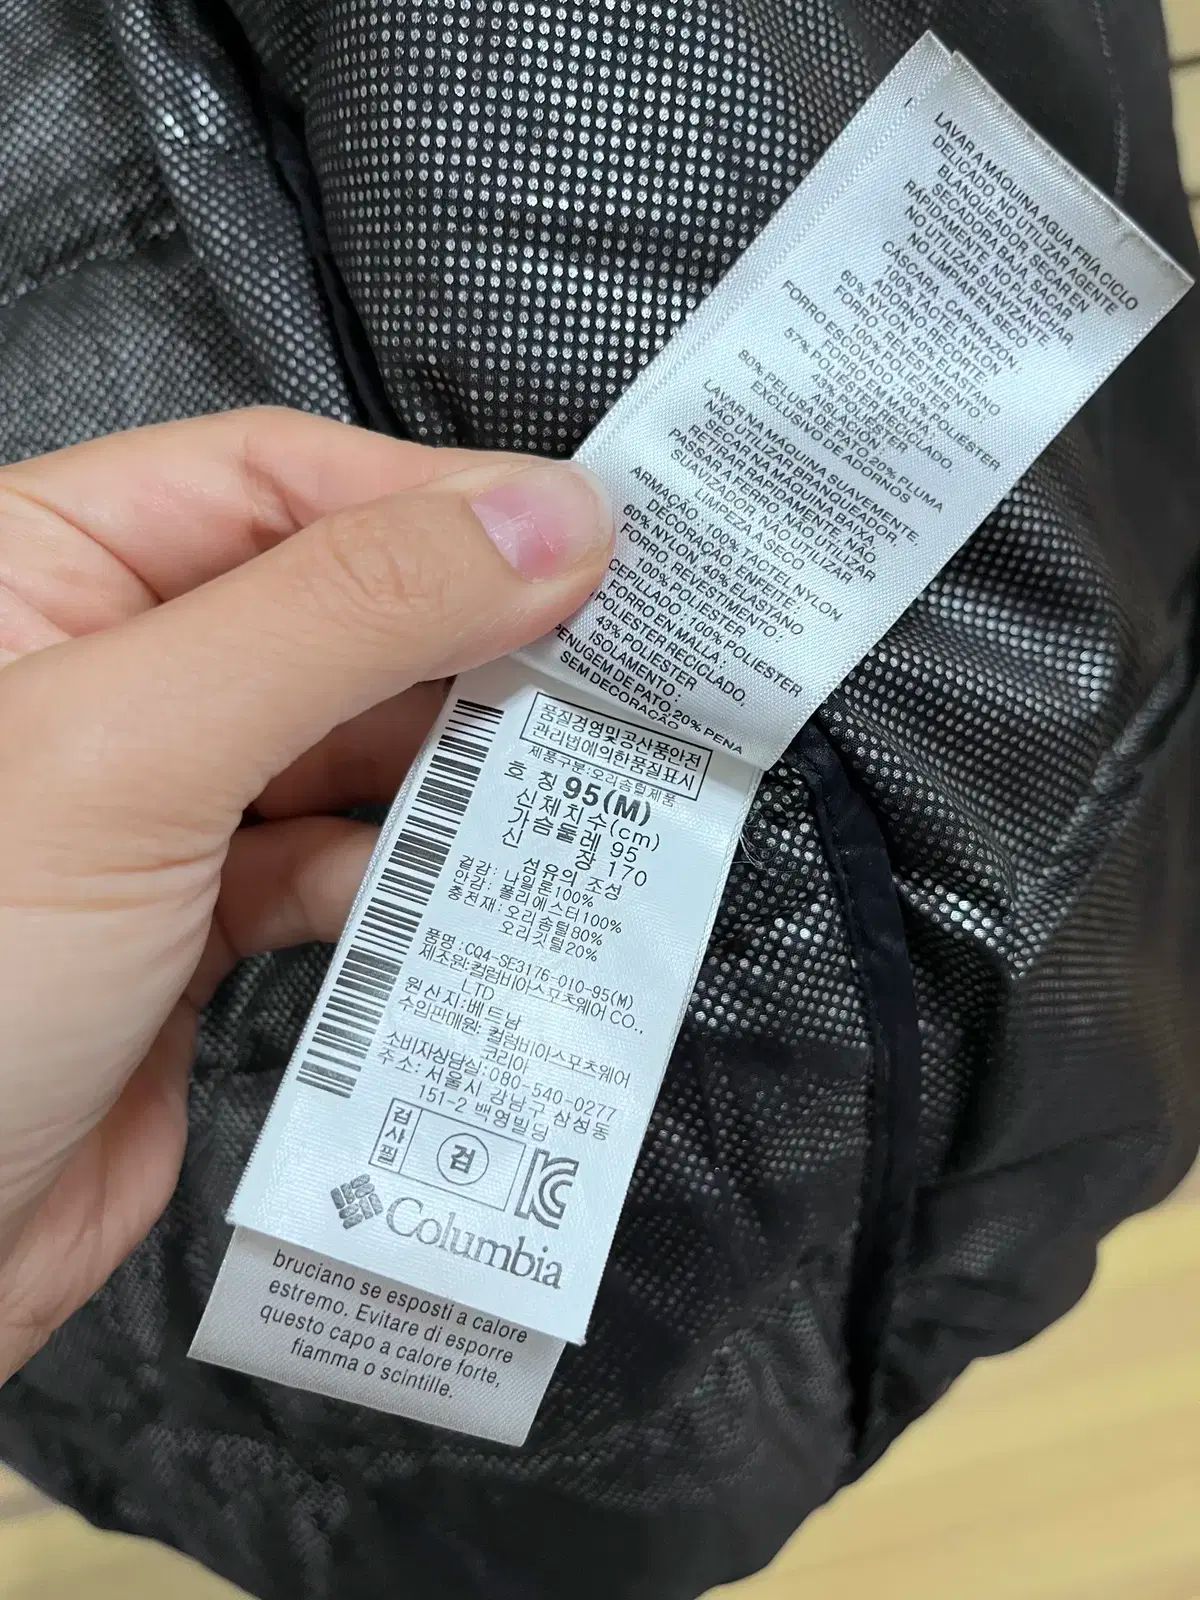 LAVAR A MÁQUINA AGUA FRÍA CICLO
DELICADO, NO UTILIZAR AGENTE
BLANQUEADOR, SECAR EN
SECADORA BAJA, SACAR
RÁPIDAMENTE, NO PLANCHAR,
NO UTILIZAR SUAVIZANTE,
NO LIMPIAR EN SECO
CASCARA, CAPARAZON :
100% TACTEL NYLON
ADORNO, RECORTE:
60% NYLON, 40% ELASTANO
FORRO, REVESTIMIENTO :
100% POLIESTER
FORRO ESCOVADO, 100% POLIESTER
FORRO EN MALLA:
57% POLIESTER RECICLADO,
43% POLIESTER
AISLACIÓN :
80% PELUSA DE PATO, 20% PLUMA
EXCLUSIVO DE ADORNOS
LAVAR NA MÁQUINA SUAVEMENTE,
NÃO UTILIZAR BRANQUEADOR,
SECAR NA MÁQUINA BAIXA,
RETIRAR RAPIDAMENTE, NÃO
PASSAR A FERRO, NÃO UTILIZAR
SUAVIZADOR, NÃO UTILIZAR
LIMPEZA A SECO
ARMAÇÃO, 100% TACTEL NYLON
DECORAÇÃO, ENFEITE :
60% NYLON, 40% ELASTANO
FORRO, REVESTIMENTO :
100% POLIESTER
CEPILLADO, 100% POLIESTER
FORRO EN MALLA :
POLIESTER RECICLADO,
43% POLIESTER
ISOLAMENTO :
PENUGEM DE PATO, 20% PENA
SEM DECORAÇÃO
품질경영및공산품안전
관리법에의한품질표시
제품구분:오리솜털제품
호 칭 95(M)
신체치수(cm)
가슴둘레 95
신 장 170
섬유의 조성
겉감: 나일론100%
안감: 폴리에스터100%
충전재: 오리솜털80%
오리깃털20%
품명:CQ4-SE3176-010-95(M)
제조원:컬럼비아스포츠웨어 CO.,
LTD
원산지:베트남
수입판매원: 컬럼비아스포츠웨어
코리아
소비자상담실:080-540-0277
주 소: 서울시 강남구 삼성동
151-2 백영빌딩
검사필
검
KC
Columbia
bruciano se esposti a calore
estremo. Evitare di esporre
questo capo a calore forte,
fiamma o scintille.